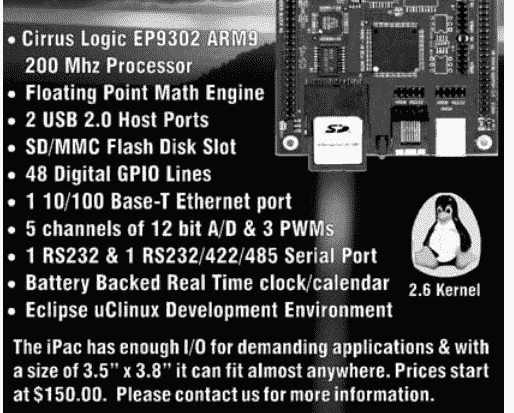 • Cirrus Logic EP9302 ARM9
200 Mhz Processor
• Floating Point Math Engine
• 2 USB 2.0 Host Ports
• SD/MMC Flash Disk Slot
• 48 Digital GPIO Lines
• 1 10/100 Base-T Ethernet port
• 5 channels of 12 bit A/D & 3 PWMs
• 1 RS232 & 1 RS232/422/485 Serial Port
• Battery Backed Real Time clock/calendar
• Eclipse uClinux Development Environment
SD
2.6 Kernel
The iPac has enough I/O for demanding applications & with
a size of 3.5” x 3.8” it can fit almost anywhere. Prices start
at $150.00. Please contact us for more information.